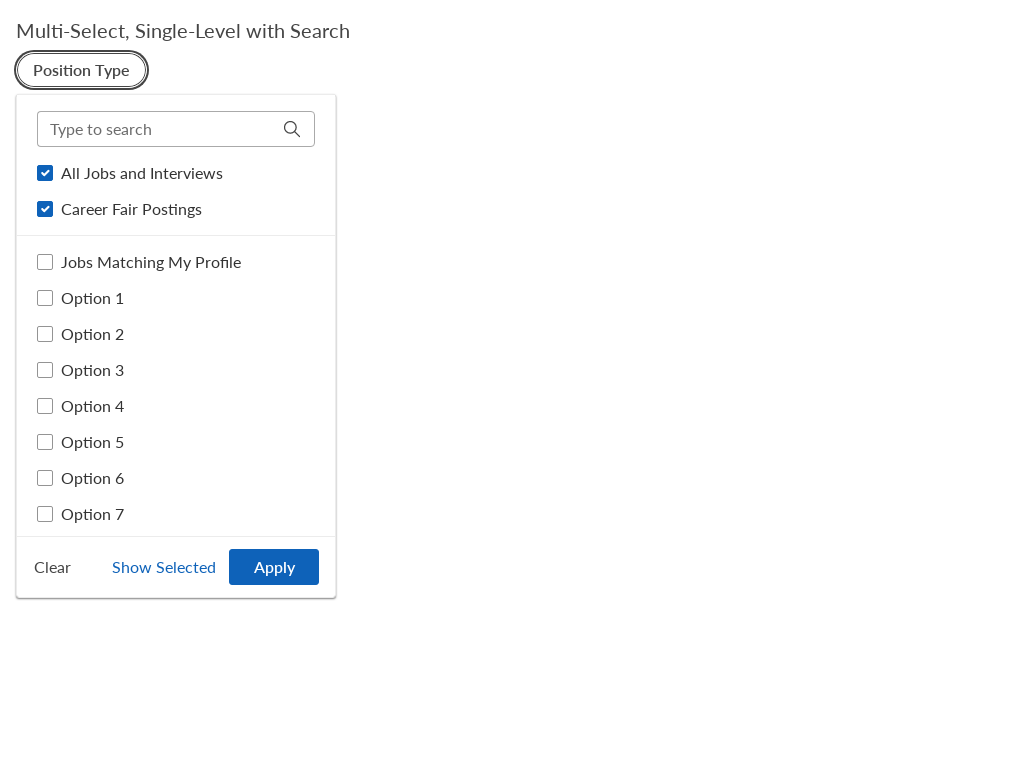 Multi-Select, Single-Level with Search
Position Type
Type to search
All Jobs and Interviews
Career Fair Postings
Jobs Matching My Profile
Option 1
Option 2
Option 3
Option 4
Option 5
Option 6
Option 7
Clear Show Selected Apply